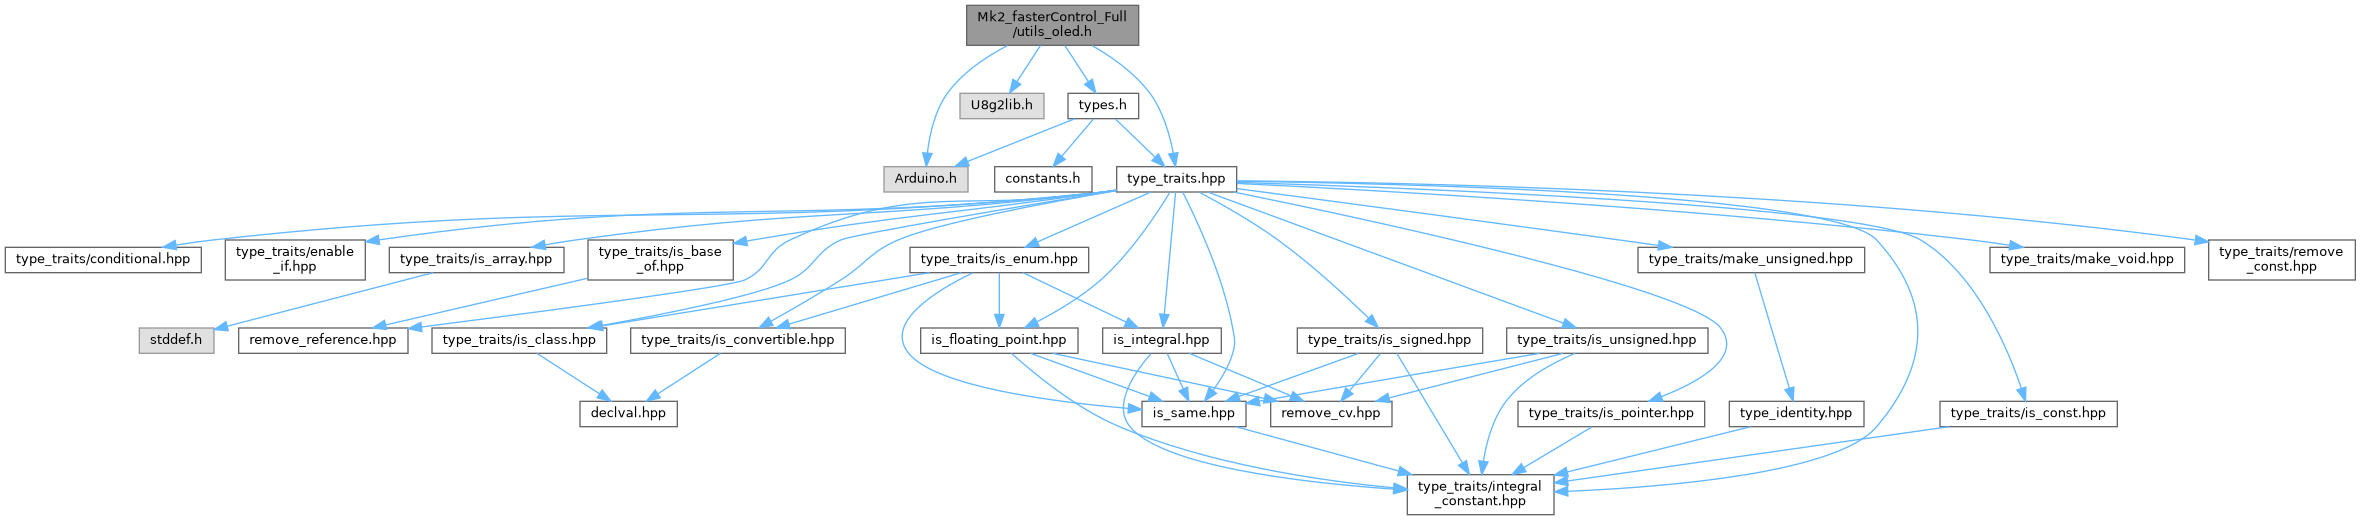 Mk2_fasterControl_Full
/utils_oled.h
U8g2lib.h
types.h
Arduino.h
constants.h
type_traits.hpp
type_traits/conditional.hpp
type_traits/enable
_if.hpp
type_traits/is_array.hpp
type_traits/is_base
_of.hpp
type_traits/is_enum.hpp
type_traits/make_unsigned.hpp
type_traits/make_void.hpp
type_traits/remove
_const.hpp
stddef.h
remove_reference.hpp
type_traits/is_class.hpp
type_traits/is_convertible.hpp
is_floating_point.hpp
is_integral.hpp
type_traits/is_signed.hpp
type_traits/is_unsigned.hpp
declval.hpp
is_same.hpp
remove_cv.hpp
type_traits/is_pointer.hpp
type_identity.hpp
type_traits/is_const.hpp
type_traits/integral
_constant.hpp